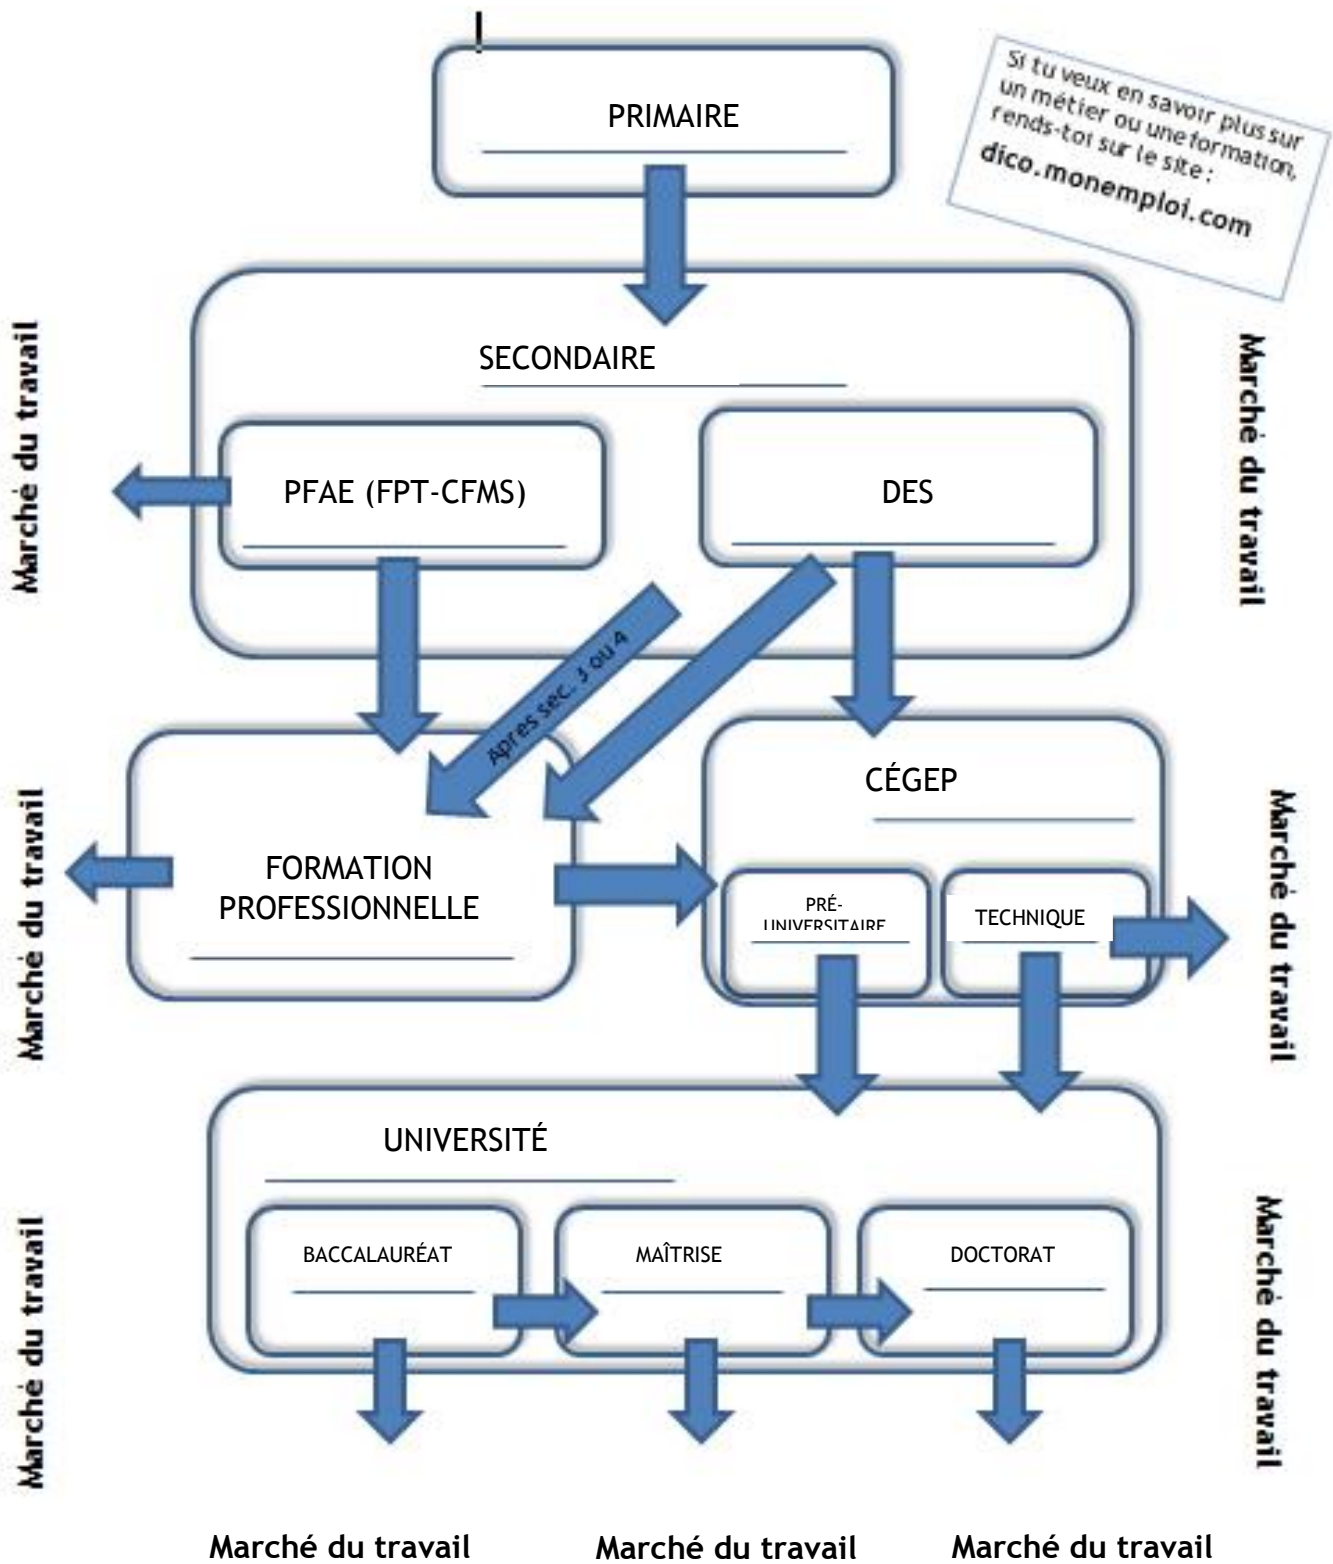 PRIMAIRE
Si tu veux en savoir plus sur
un métier ou une formation,
rends-toi sur le site :
dico.monemploi.com
SECONDAIRE
Marché du travail
Marché du travail
PFAE (FPT-CFMS)
DES
Après sec. 3 ou 4
CÉGEP
Marché du travail
Marché du travail
FORMATION
PROFESSIONNELLE
PRÉ-
UNIVERSITAIRE
TECHNIQUE
UNIVERSITÉ
Marché du travail
Marché du travail
BACCALAURÉAT
MAÎTRISE
DOCTORAT
Marché du travail
Marché du travail
Marché du travail